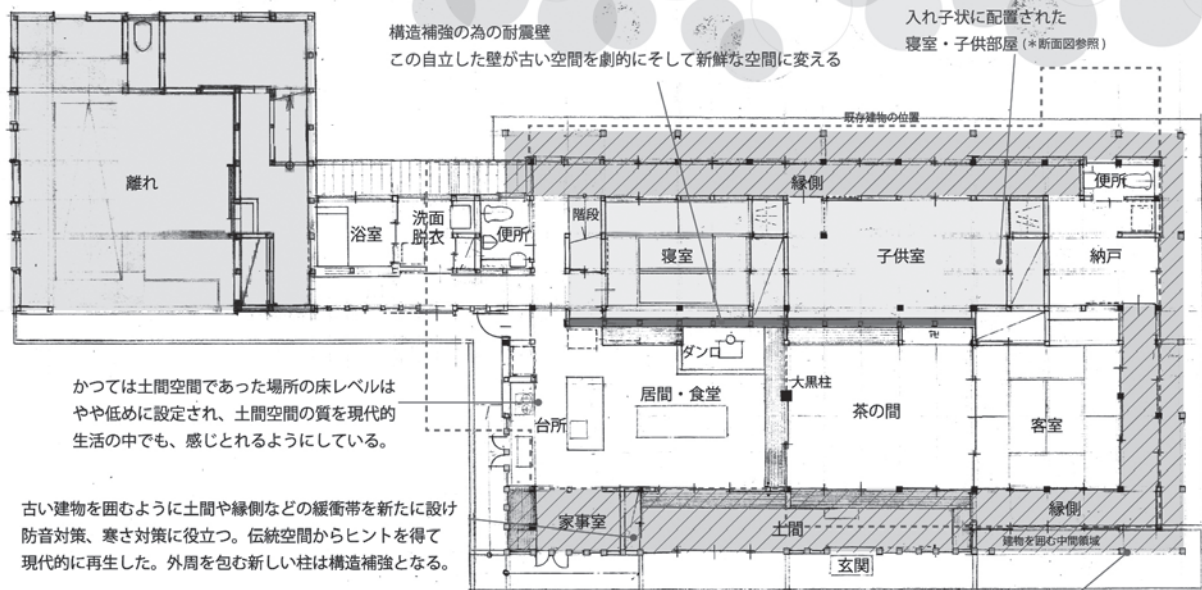 構造補強の為の耐震壁
この自立した壁が古い空間を劇的にそして新鮮な空間に変える
入れ子状に配置された
寝室・子供部屋 (＊断面図参照)
既存建物の位置
離れ
縁側
便所
浴室
洗面
脱衣
便所
階段
寝室
子供室
納戸
ダンロ
大黒柱
居間・食堂
茶の間
客室
台所
かつては土間空間であった場所の床レベルは
やや低めに設定され、土間空間の質を現代的
生活の中でも、感じとれるようにしている。
古い建物を囲むように土間や縁側などの緩衝帯を新たに設け
防音対策、寒さ対策に役立つ。伝統空間からヒントを得て
現代的に再生した。外周を包む新しい柱は構造補強となる。
家事室
土間
縁側
建物を囲む中間領域
玄関